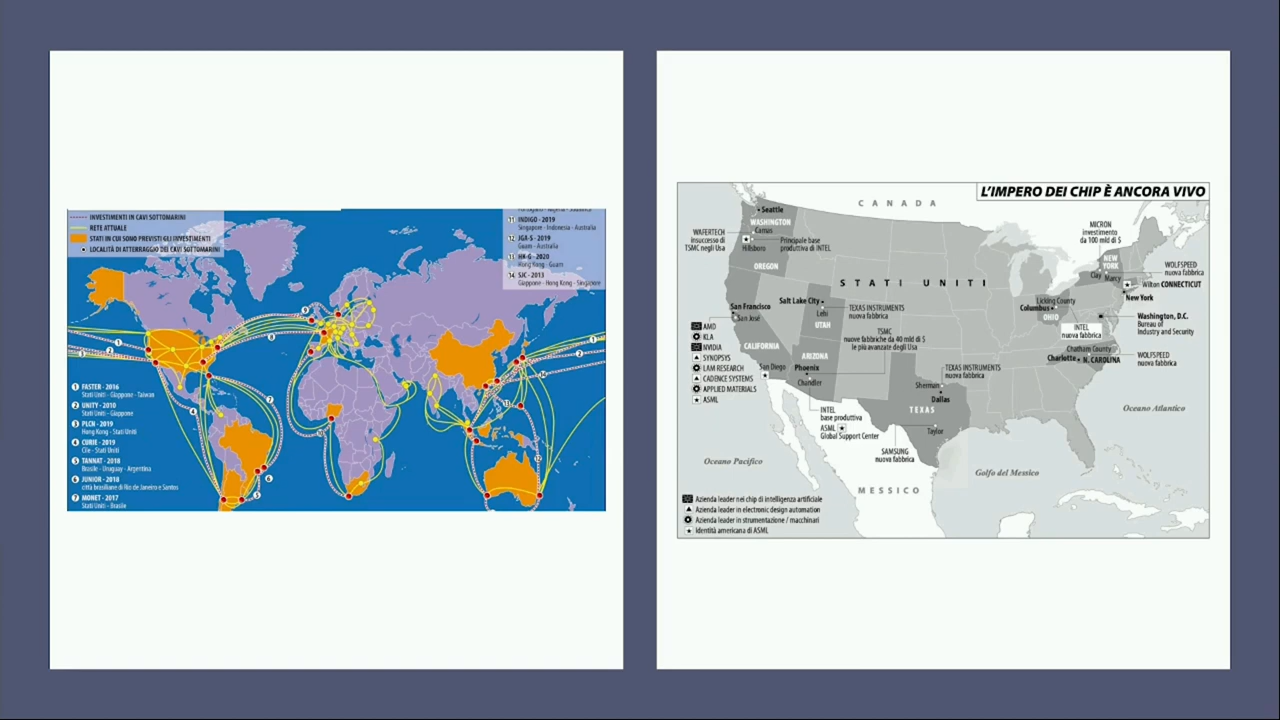 INVESTIMENTI IN CAVI SOTTOMARINI
RETE ATTUALE
STATI IN CUI SONO PREVISTI GLI INVESTIMENTI
LOCALITÀ DI ATTERRAGGIO DEI CAVI SOTTOMARINI
11 INDIGO - 2019
Singapore - Indonesia - Australia
12 JGA-S - 2019
Guam - Australia
13 HK-G - 2020
Hong Kong - Guam
14 SJC - 2013
Giappone - Hong Kong - Singapore
1 FASTER - 2016
Stati Uniti - Giappone - Taiwan
2 UNITY - 2010
Stati Uniti - Giappone
3 PLCN - 2019
Hong Kong - Stati Uniti
4 CURIE - 2019
Cile - Stati Uniti
5 TANNAT - 2018
Brasile - Uruguay - Argentina
6 JUNIOR - 2018
città brasiliane di Rio de Janeiro e Santos
7 MONET - 2017
Stati Uniti - Brasile
L'IMPERO DEI CHIP È ANCORA VIVO
CANADA
Seattle
WASHINGTON
Camas
WAFERTECH
insuccesso di
TSMC negli Usa
Hillsboro
Principale base
produttiva di INTEL
OREGON
MICRON
investimento
da 100 mld di $
NEW
YORK
Clay
Marcy
WOLFSPEED
nuova fabbrica
Wilton CONNECTICUT
New York
STATI UNITI
San Francisco
San José
Salt Lake City
Lehi
UTAH
TEXAS INSTRUMENTS
nuova fabbrica
Licking County
Columbus
OHIO
INTEL
nuova fabbrica
Washington, D.C.
Bureau of
Industry and Security
AMD
KLA
NVIDIA
SYNOPSYS
LAM RESEARCH
CADENCE SYSTEMS
APPLIED MATERIALS
ASML
CALIFORNIA
San Diego
TSMC
nuove fabbriche da 40 mld di $
le più avanzate degli Usa
ARIZONA
Phoenix
Chandler
Chatham County
Charlotte
N. CAROLINA
WOLFSPEED
nuova fabbrica
TEXAS INSTRUMENTS
nuova fabbrica
Sherman
Dallas
TEXAS
Taylor
INTEL
base produttiva
ASML
Global Support Center
SAMSUNG
nuova fabbrica
Oceano Atlantico
Oceano Pacifico
Golfo del Messico
MESSICO
Azienda leader nei chip di intelligenza artificiale
Azienda leader in electronic design automation
Azienda leader in strumentazione / macchinari
Identità americana di ASML